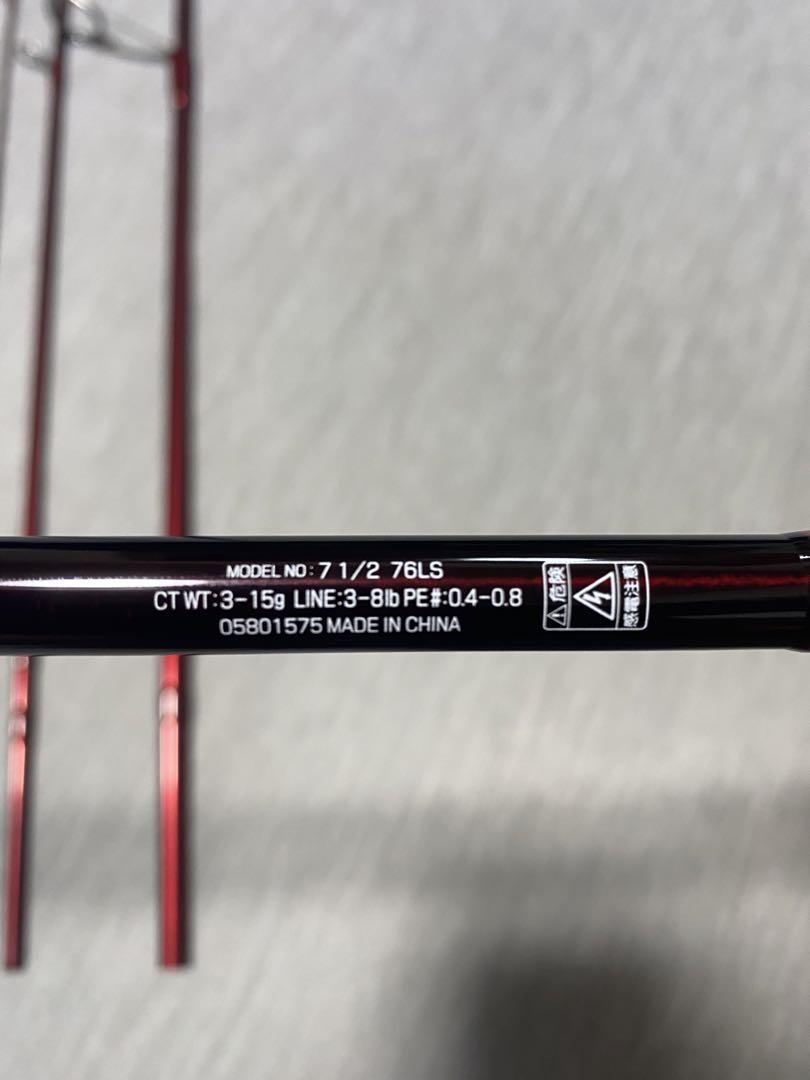 MODEL NO: 7 1/2 76LS
CT WT:3-15g LINE:3-8lb PE#:0.4-0.8
05801575 MADE IN CHINA
⚠危険
感電注意